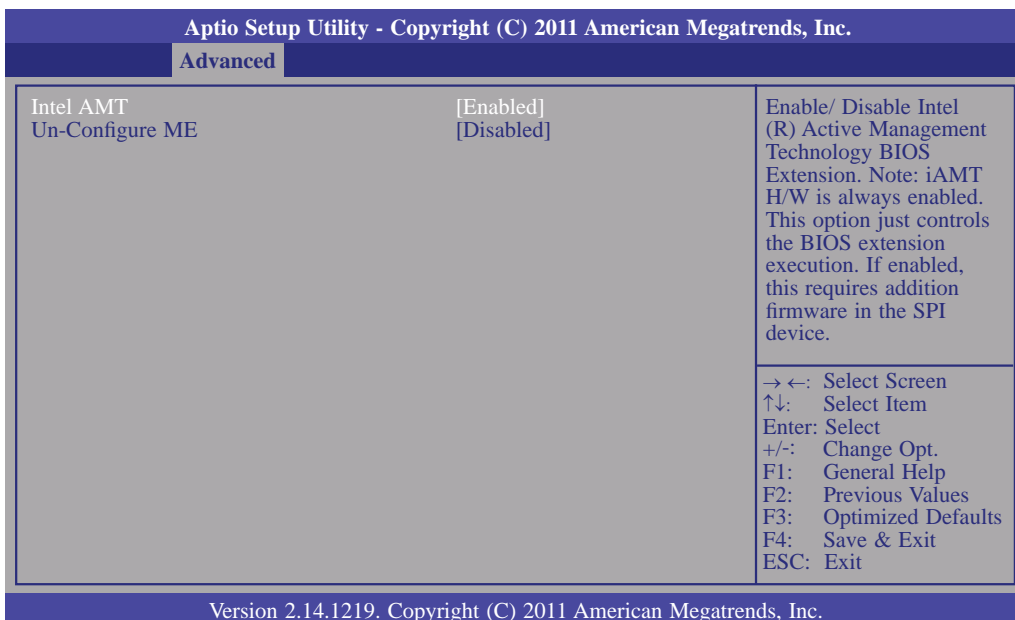 Aptio Setup Utility - Copyright (C) 2011 American Megatrends, Inc.
Advanced
Intel AMT [Enabled]
Un-Configure ME [Disabled]
Enable/ Disable Intel
(R) Active Management
Technology BIOS
Extension. Note: iAMT
H/W is always enabled.
This option just controls
the BIOS extension
execution. If enabled,
this requires addition
firmware in the SPI
device.
→←: Select Screen
↑↓: Select Item
Enter: Select
+/-: Change Opt.
F1: General Help
F2: Previous Values
F3: Optimized Defaults
F4: Save & Exit
ESC: Exit
Version 2.14.1219. Copyright (C) 2011 American Megatrends, Inc.